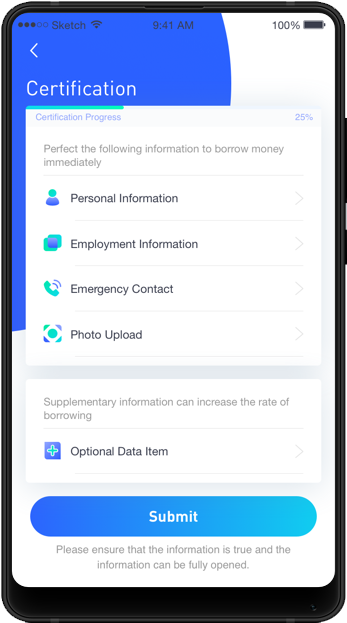 Sketch 9:41 AM 100%
Certification
Certification Progress 25%
Perfect the following information to borrow money
immediately
Personal Information
Employment Information
Emergency Contact
Photo Upload
Supplementary information can increase the rate of
borrowing
Optional Data Item
Submit
Please ensure that the information is true and the
information can be fully opened.